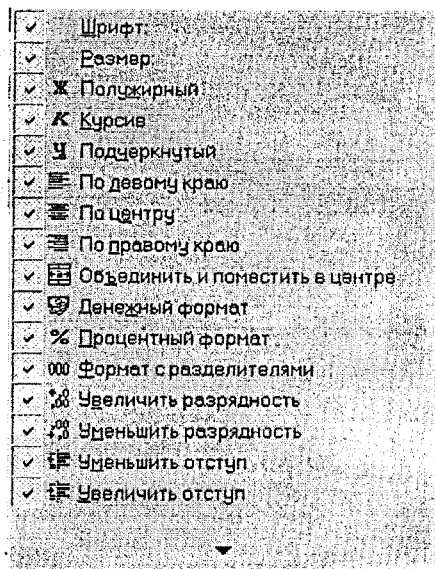 Шрифт:
Размер:
Ж Полужирный
К Курсив
Ч Подчеркнутый
По левому краю
По центру
По правому краю
Объединить и поместить в центре
Денежный формат
% Процентный формат
000 Формат с разделителями
Увеличить разрядность
Уменьшить разрядность
Уменьшить отступ
Увеличить отступ